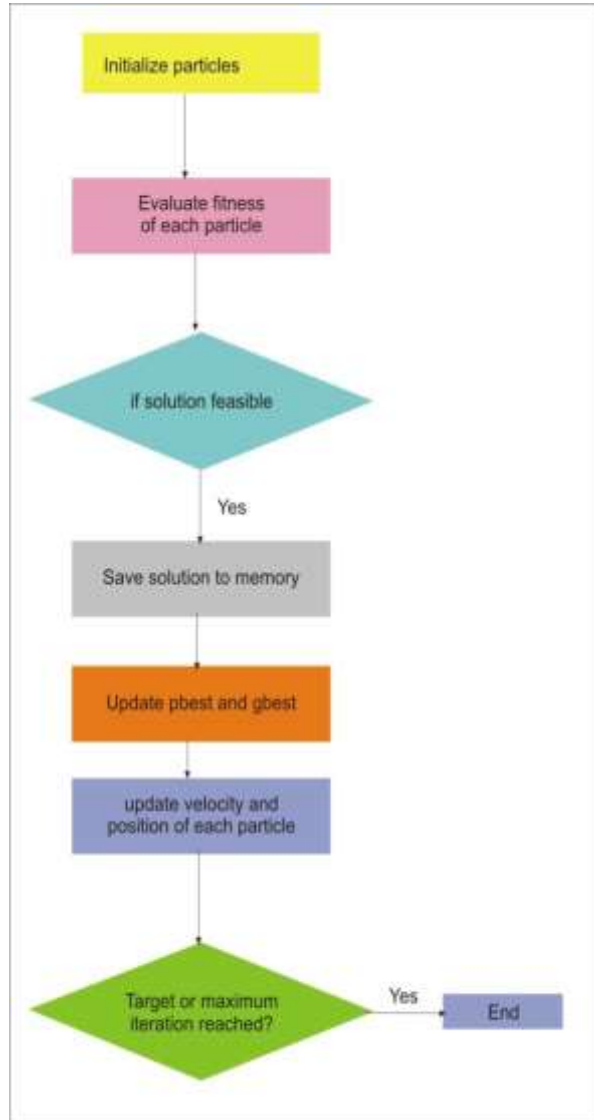 Initialize particles
Evaluate fitness
of each particle
if solution feasible
Yes
Save solution to memory
Update pbest and gbest
update velocity and
position of each particle
Target or maximum
iteration reached?
Yes
End